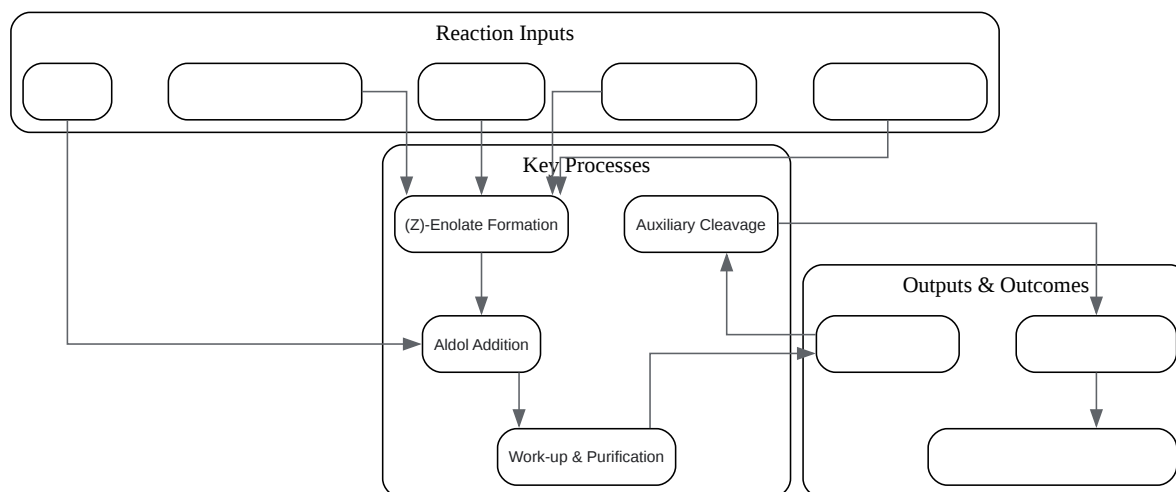 Reaction Inputs
Key Processes
(Z)-Enolate Formation
Auxiliary Cleavage
Outputs & Outcomes
Aldol Addition
Work-up & Purification